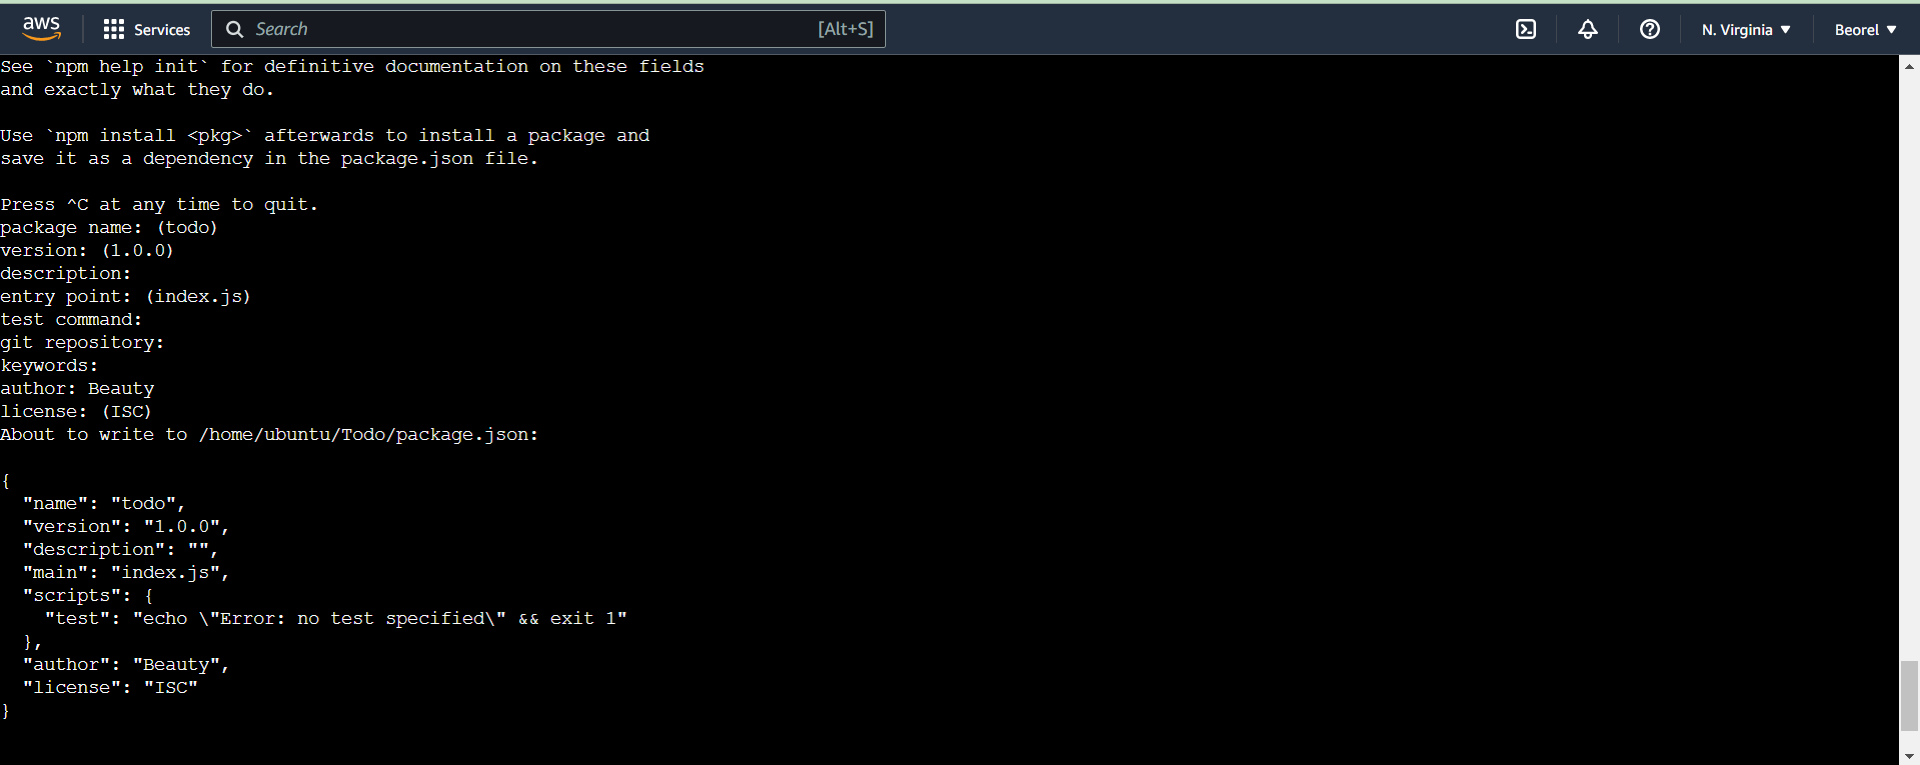 aws Services Search [Alt+S] N. Virginia Beorel
See `npm help init` for definitive documentation on these fields
and exactly what they do.
Use `npm install <pkg>` afterwards to install a package and
save it as a dependency in the package.json file.
Press ^C at any time to quit.
package name: (todo)
version: (1.0.0)
description:
entry point: (index.js)
test command:
git repository:
keywords:
author: Beauty
license: (ISC)
About to write to /home/ubuntu/Todo/package.json:
{
  "name": "todo",
  "version": "1.0.0",
  "description": "",
  "main": "index.js",
  "scripts": {
    "test": "echo \"Error: no test specified\" && exit 1"
  },
  "author": "Beauty",
  "license": "ISC"
}